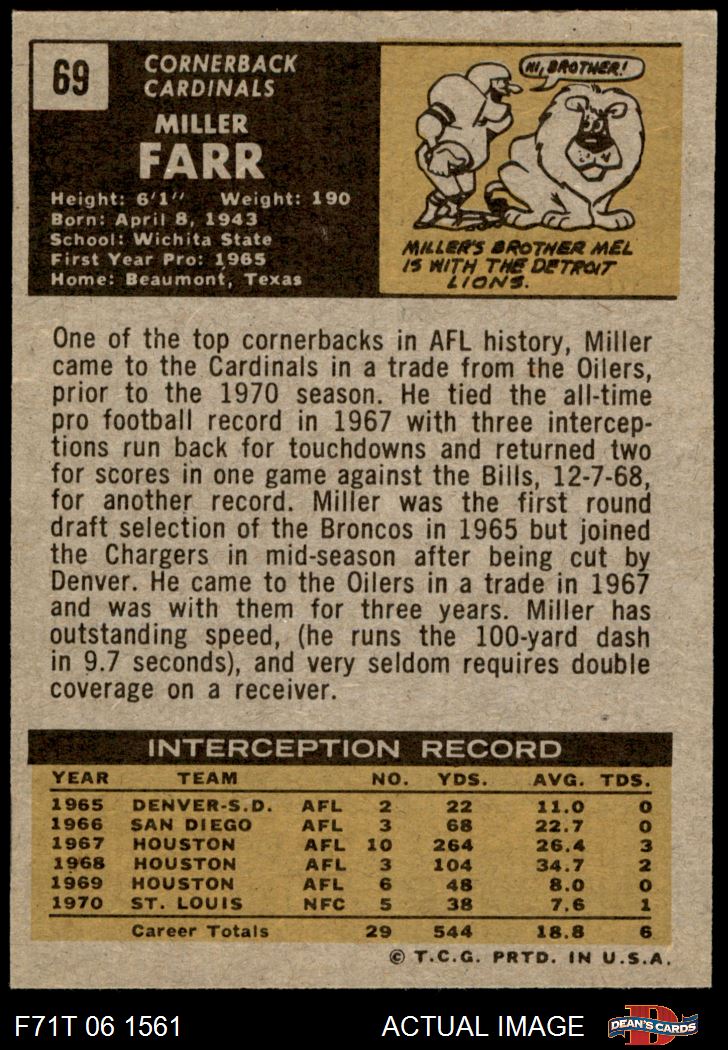 69
CORNERBACK
CARDINALS
MILLER
FARR
Height: 6'1" Weight: 190
Born: April 8, 1943
School: Wichita State
First Year Pro: 1965
Home: Beaumont, Texas
HI, BROTHER!
MILLER'S BROTHER MEL
IS WITH THE DETROIT
LIONS.
One of the top cornerbacks in AFL history, Miller
came to the Cardinals in a trade from the Oilers,
prior to the 1970 season. He tied the all-time
pro football record in 1967 with three intercep-
tions run back for touchdowns and returned two
for scores in one game against the Bills, 12-7-68,
for another record. Miller was the first round
draft selection of the Broncos in 1965 but joined
the Chargers in mid-season after being cut by
Denver. He came to the Oilers in a trade in 1967
and was with them for three years. Miller has
outstanding speed, (he runs the 100-yard dash
in 9.7 seconds), and very seldom requires double
coverage on a receiver.
INTERCEPTION RECORD
YEAR TEAM NO. YDS. AVG. TDS.
1965 DENVER-S.D. AFL 2 22 11.0 0
1966 SAN DIEGO AFL 3 68 22.7 0
1967 HOUSTON AFL 10 264 26.4 3
1968 HOUSTON AFL 3 104 34.7 2
1969 HOUSTON AFL 6 48 8.0 0
1970 ST. LOUIS NFC 5 38 7.6 1
Career Totals 29 544 18.8 6
© T.C.G. PRTD. IN U.S.A.
F71T 06 1561
ACTUAL IMAGE
D
DEAN'S CARDS